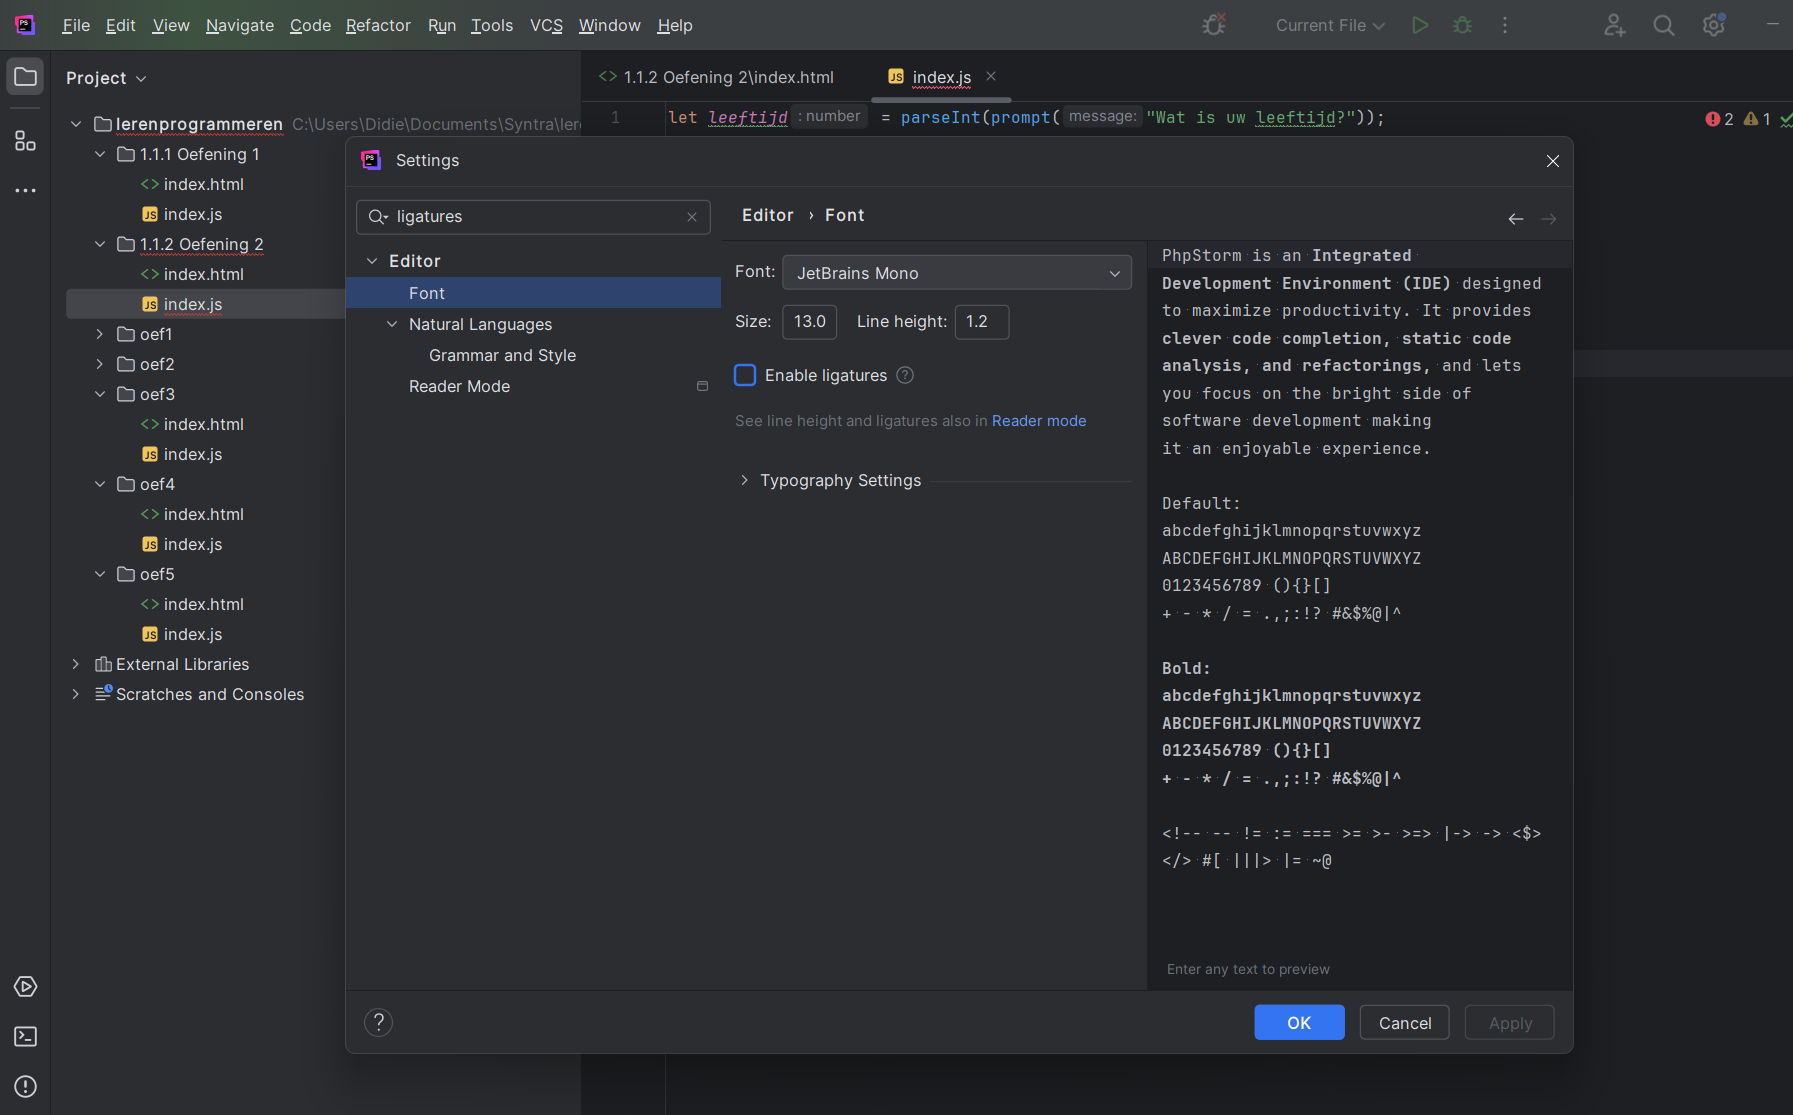 File Edit View Navigate Code Refactor Run Tools VCS Window Help
Current File
Project
1.1.2 Oefening 2\index.html
index.js
lerenprogrammeren C:\Users\Didie\Documents\Syntra\ler
1.1.1 Oefening 1
index.html
index.js
1.1.2 Oefening 2
index.html
index.js
oef1
oef2
oef3
index.html
index.js
oef4
index.html
index.js
oef5
index.html
index.js
External Libraries
Scratches and Consoles
1 let leeftijd : number = parseInt(prompt( message: "Wat is uw leeftijd?"));
2 1
Settings
ligatures
Editor
Font
Natural Languages
Grammar and Style
Reader Mode
Editor › Font
Font: JetBrains Mono
Size: 13.0 Line height: 1.2
Enable ligatures ?
See line height and ligatures also in Reader mode
Typography Settings
PhpStorm is an Integrated
Development Environment (IDE) designed
to maximize productivity. It provides
clever code completion, static code
analysis, and refactorings, and lets
you focus on the bright side of
software development making
it an enjoyable experience.
Default:
abcdefghijklmnopqrstuvwxyz
ABCDEFGHIJKLMNOPQRSTUVWXYZ
0123456789 (){}[]
+ - * / = .,;:!? #&$%@|^
Bold:
abcdefghijklmnopqrstuvwxyz
ABCDEFGHIJKLMNOPQRSTUVWXYZ
0123456789 (){}[]
+ - * / = .,;:!? #&$%@|^
<!-- -- != := === >= >- >=> |-> -> <$>
</> #[ |||> |= ~@
Enter any text to preview
?
OK
Cancel
Apply